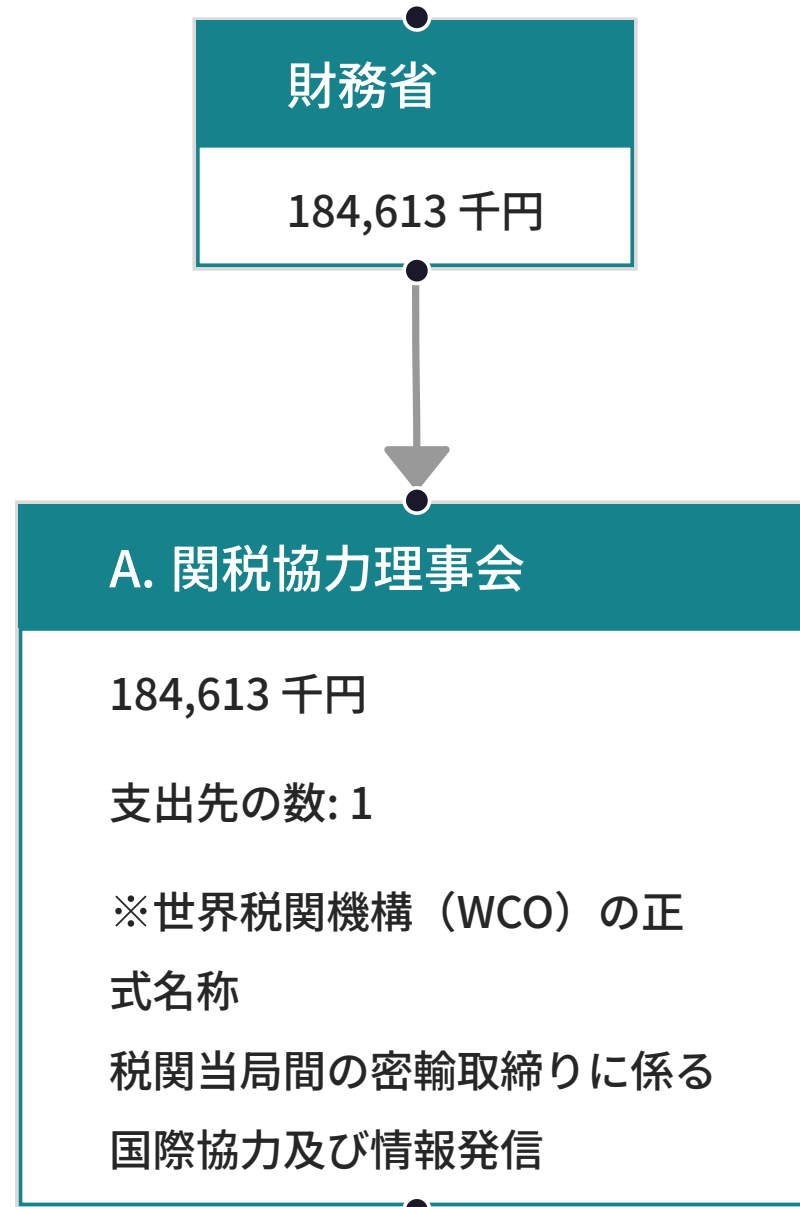 財務省
184,613 千円
A. 関税協力理事会
184,613 千円
支出先の数: 1
※世界税関機構（WCO）の正
式名称
税関当局間の密輸取締りに係る
国際協力及び情報発信